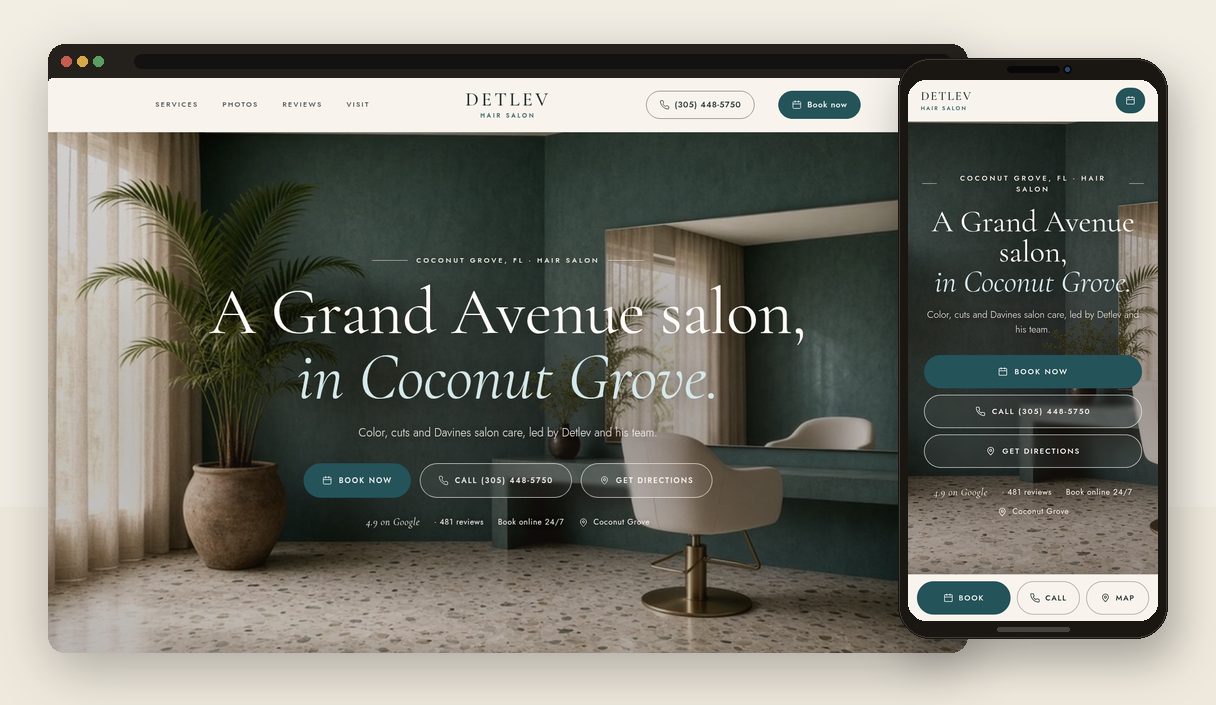 SERVICES PHOTOS REVIEWS VISIT
DETLEV
HAIR SALON
(305) 448-5750
Book now
COCONUT GROVE, FL · HAIR SALON
A Grand Avenue salon,
in Coconut Grove.
Color, cuts and Davines salon care, led by Detlev and his team.
BOOK NOW
CALL (305) 448-5750
GET DIRECTIONS
4.9 on Google · 481 reviews Book online 24/7 Coconut Grove
DETLEV
HAIR SALON
COCONUT GROVE, FL · HAIR
SALON
A Grand Avenue
salon,
in Coconut Grove.
Color, cuts and Davines salon care, led by Detlev and
his team.
BOOK NOW
CALL (305) 448-5750
GET DIRECTIONS
4.9 on Google · 481 reviews Book online 24/7
Coconut Grove
BOOK CALL MAP